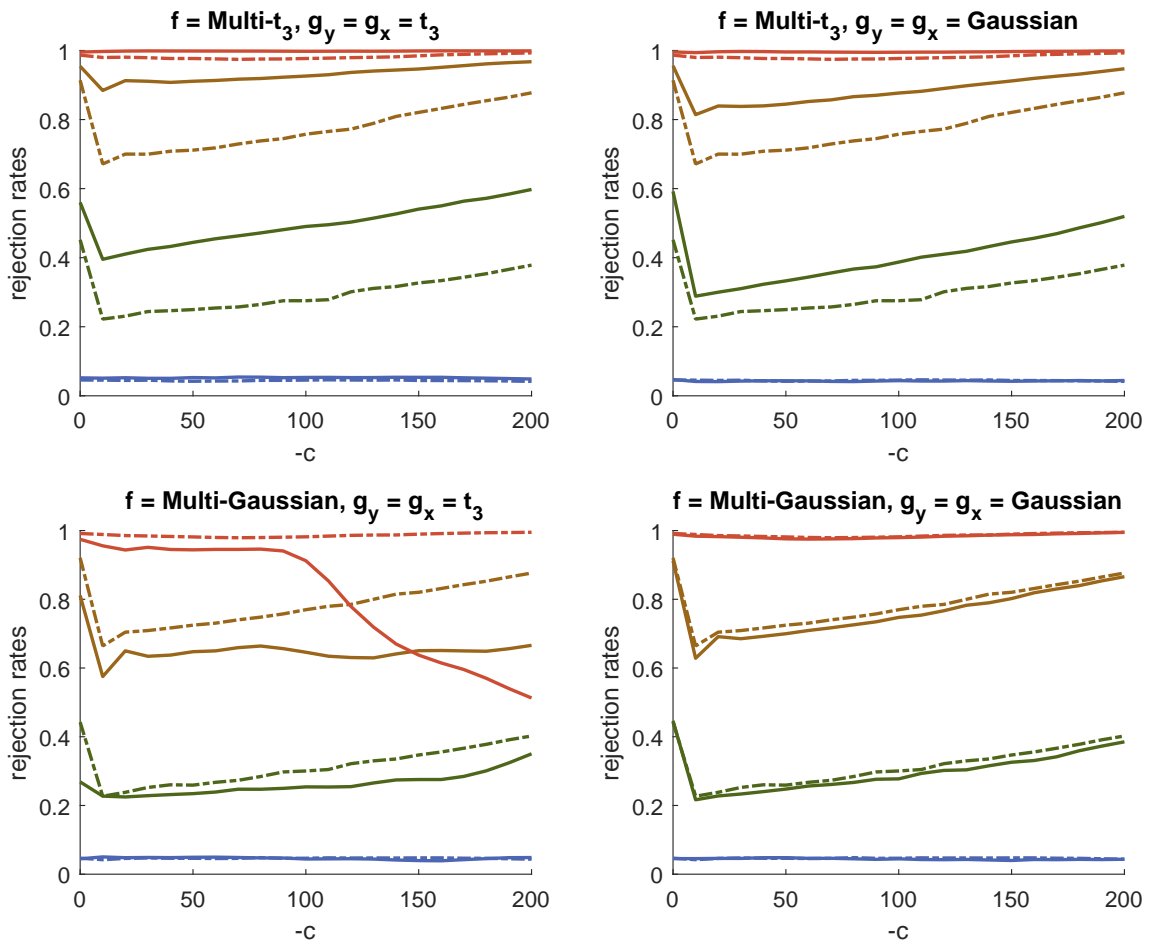 f = Multi-t3, gy = gx = t3
1
0.8
0.6
0.4
0.2
0
rejection rates
0 50 100 150 200
-c
f = Multi-t3, gy = gx = Gaussian
1
0.8
0.6
0.4
0.2
0
rejection rates
0 50 100 150 200
-c
f = Multi-Gaussian, gy = gx = t3
1
0.8
0.6
0.4
0.2
0
rejection rates
0 50 100 150 200
-c
f = Multi-Gaussian, gy = gx = Gaussian
1
0.8
0.6
0.4
0.2
0
rejection rates
0 50 100 150 200
-c